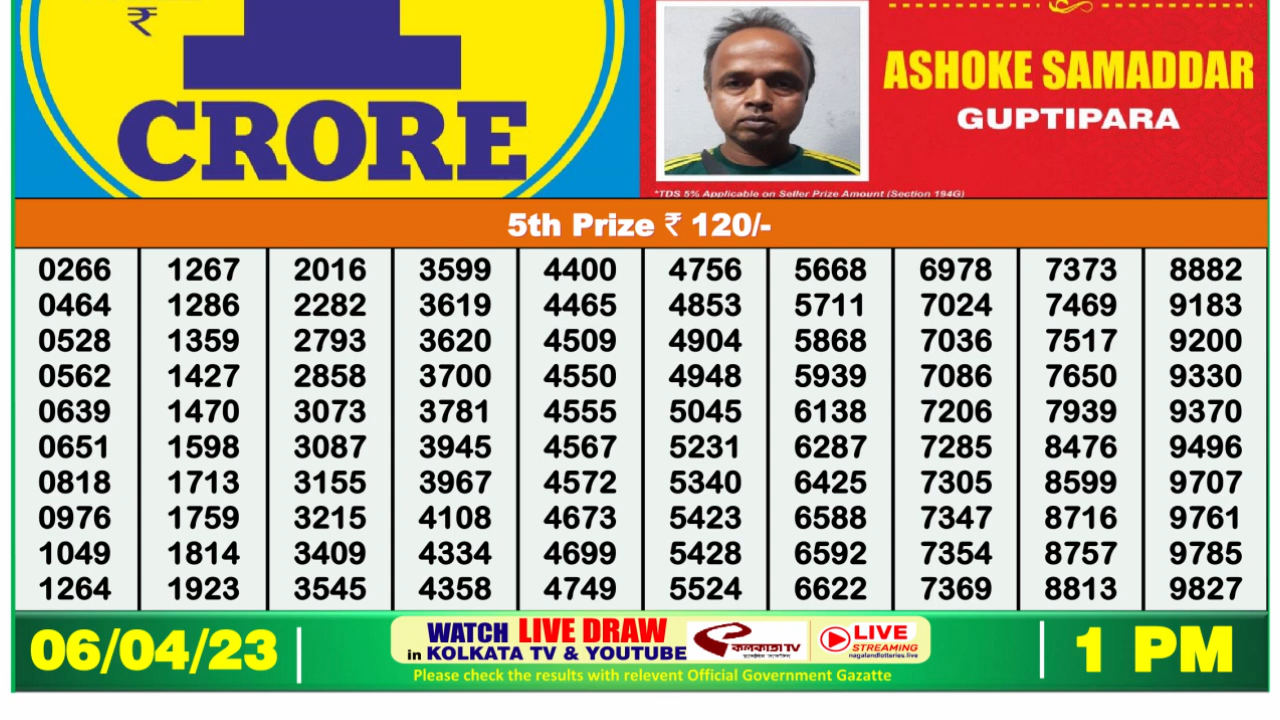 ₹
1
CRORE
ASHOKE SAMADDAR
GUPTIPARA
*TDS 5% Applicable on Seller Prize Amount (Section 194G)
5th Prize ₹ 120/-
0266 1267 2016 3599 4400 4756 5668 6978 7373 8882
0464 1286 2282 3619 4465 4853 5711 7024 7469 9183
0528 1359 2793 3620 4509 4904 5868 7036 7517 9200
0562 1427 2858 3700 4550 4948 5939 7086 7650 9330
0639 1470 3073 3781 4555 5045 6138 7206 7939 9370
0651 1598 3087 3945 4567 5231 6287 7285 8476 9496
0818 1713 3155 3967 4572 5340 6425 7305 8599 9707
0976 1759 3215 4108 4673 5423 6588 7347 8716 9761
1049 1814 3409 4334 4699 5428 6592 7354 8757 9785
1264 1923 3545 4358 4749 5524 6622 7369 8813 9827
06/04/23
WATCH LIVE DRAW
in KOLKATA TV & YOUTUBE
কলকাতা TV
LIVE
STREAMING
nagalandlotteries.live
Please check the results with relevent Official Government Gazatte
1 PM